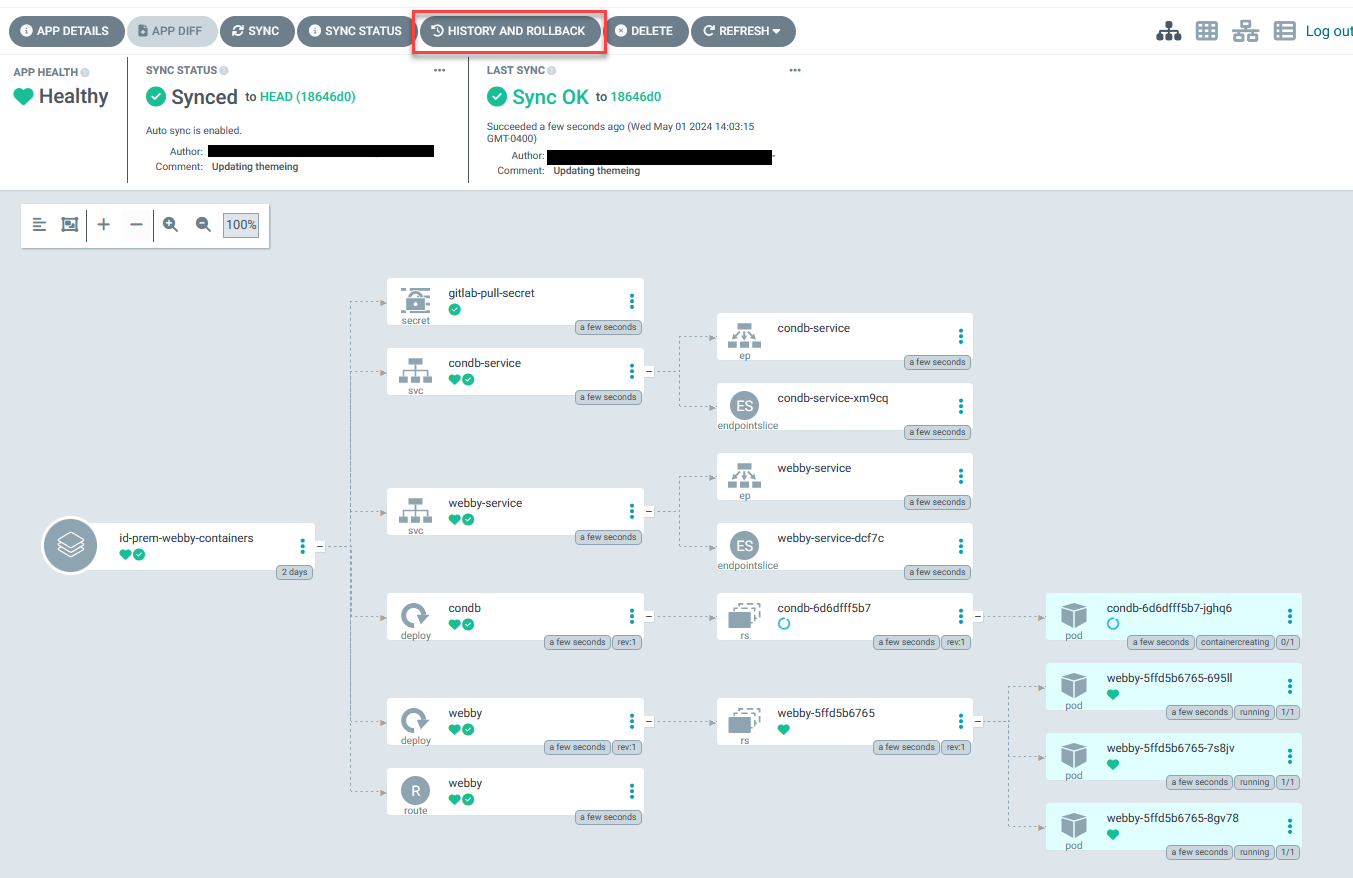 APP DETAILS
APP DIFF
SYNC
SYNC STATUS
HISTORY AND ROLLBACK
DELETE
REFRESH
Log out
APP HEALTH
Healthy
SYNC STATUS
Synced to HEAD (18646d0)
Auto sync is enabled.
Author:
Comment: Updating themeing
LAST SYNC
Sync OK to 18646d0
Succeeded a few seconds ago (Wed May 01 2024 14:03:15
GMT-0400)
Author:
Comment: Updating themeing
100%
id-prem-webby-containers
2 days
gitlab-pull-secret
secret
a few seconds
condb-service
svc
a few seconds
condb-service
ep
a few seconds
ES
condb-service-xm9cq
endpointslice
a few seconds
webby-service
svc
a few seconds
webby-service
ep
a few seconds
ES
webby-service-dcf7c
endpointslice
a few seconds
condb
deploy
a few seconds rev:1
condb-6d6dfff5b7
rs
a few seconds rev:1
condb-6d6dfff5b7-jghq6
pod
a few seconds containercreating 0/1
webby
deploy
a few seconds rev:1
webby-5ffd5b6765
rs
a few seconds rev:1
webby-5ffd5b6765-695ll
pod
a few seconds running 1/1
webby-5ffd5b6765-7s8jv
pod
a few seconds running 1/1
webby-5ffd5b6765-8gv78
pod
a few seconds running 1/1
R
webby
route
a few seconds